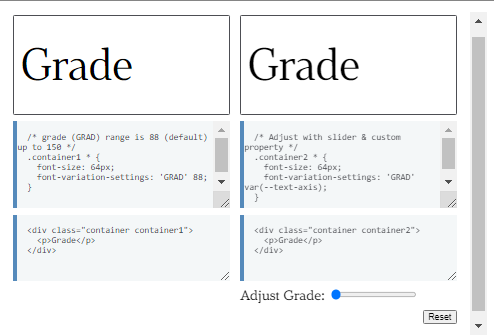 Grade
Grade
/* grade (GRAD) range is 88 (default)
up to 150 */
.container1 * {
font-size: 64px;
font-variation-settings: 'GRAD' 88;
}
/* Adjust with slider & custom
property */
.container2 * {
font-size: 64px;
font-variation-settings: 'GRAD'
var(--text-axis);
}
<div class="container container1">
<p>Grade</p>
</div>
<div class="container container2">
<p>Grade</p>
</div>
Adjust Grade:
Reset